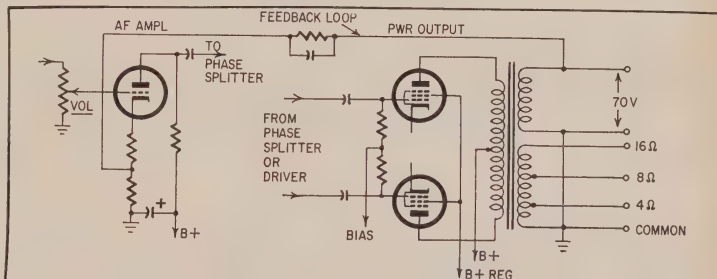 FEEDBACK LOOP
AF AMPL
PWR OUTPUT
TO
PHASE
SPLITTER
VOL
FROM
PHASE
SPLITTER
OR
DRIVER
70V
16Ω
8Ω
4Ω
COMMON
+
B+
BIAS
B+
B+ REG